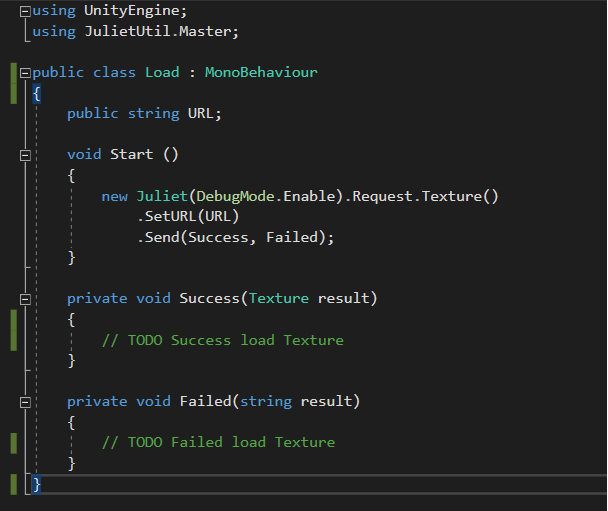 using UnityEngine;
using JulietUtil.Master;
public class Load : MonoBehaviour
{
public string URL;
void Start ()
{
new Juliet(DebugMode.Enable).Request.Texture()
.SetURL(URL)
.Send(Success, Failed);
}
private void Success(Texture result)
{
// TODO Success load Texture
}
private void Failed(string result)
{
// TODO Failed load Texture
}
}